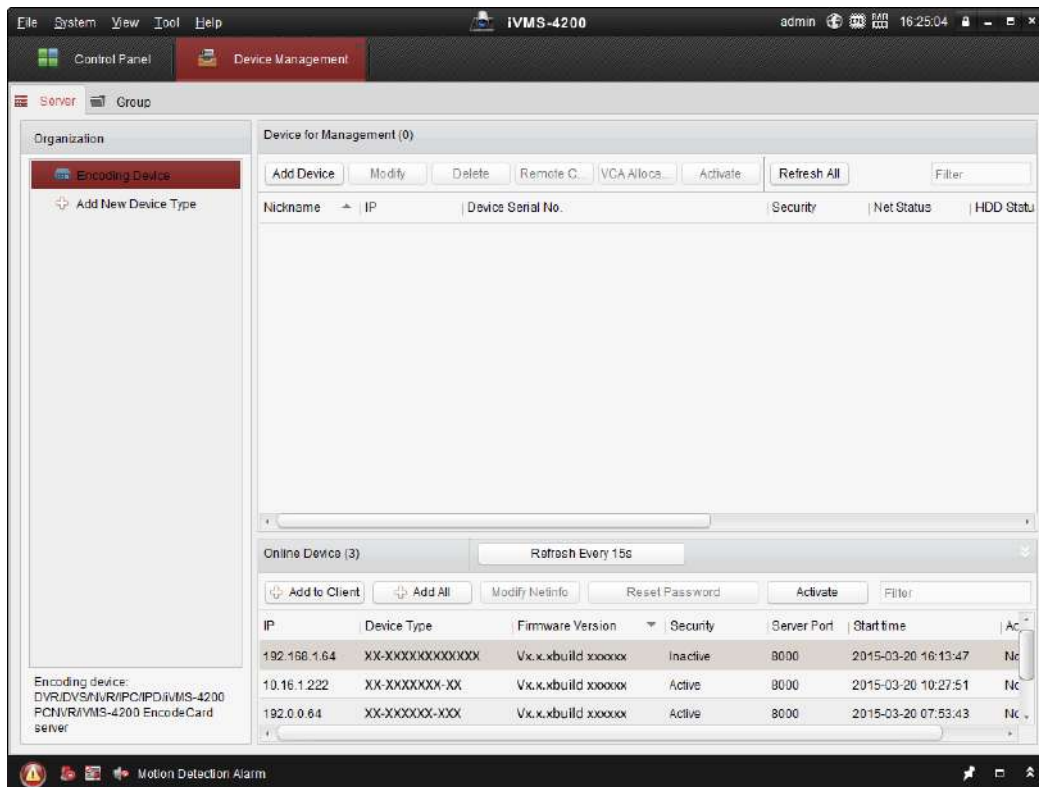 File System View Tool Help iVMS-4200 admin 16:25:04
Control Panel Device Management
Server Group
Organization
Encoding Device
Add New Device Type
Encoding device:
DVR/DVS/NVR/IPC/IPD/iVMS-4200
PCNVR/iVMS-4200 EncodeCard
server
Device for Management (0)
Add Device Modify Delete Remote C... VCA Alloca... Activate Refresh All Filter
Nickname IP Device Serial No. Security Net Status HDD Statu
Online Device (3) Refresh Every 15s
Add to Client Add All Modify Netinfo Reset Password Activate Filter
IP Device Type Firmware Version Security Server Port Start time Ac
192.168.1.64 XX-XXXXXXXXXXXX Vx.x.xbuild xxxxxx Inactive 8000 2015-03-20 16:13:47 No
10.16.1.222 XX-XXXXXXX-XX Vx.x.xbuild xxxxxx Active 8000 2015-03-20 10:27:51 No
192.0.0.64 XX-XXXXXX-XXX Vx.x.xbuild xxxxxx Active 8000 2015-03-20 07:53:43 No
Motion Detection Alarm